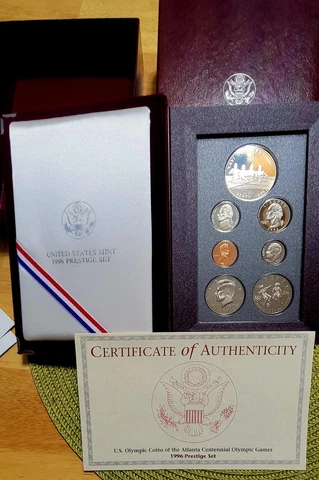 UNITED STATES MINT
1996 PRESTIGE SET
CERTIFICATE of AUTHENTICITY
U.S. Olympic Coins of the Atlanta Centennial Olympic Games
1996 Prestige Set